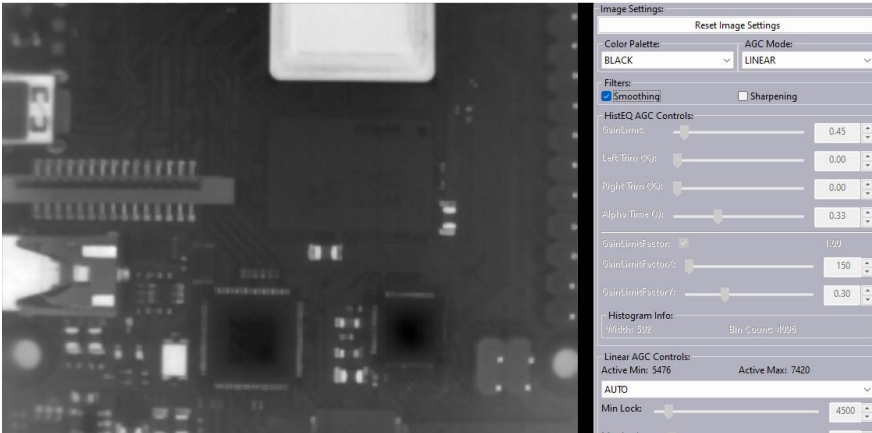 Image Settings:
Reset Image Settings
Color Palette:
AGC Mode:
BLACK
LINEAR
Filters:
Smoothing
Sharpening
HistEQ AGC Controls:
GainLimit:
0.45
Left Trim (%):
0.00
Right Trim (%):
0.00
Alpha Time (s):
0.33
GainLimitFactor:
1.00
GainLimitFactorX:
150
GainLimitFactorY:
0.30
Histogram Info:
Width: 592
Bin Count: 4096
Linear AGC Controls:
Active Min: 5476
Active Max: 7420
AUTO
Min Lock:
4500